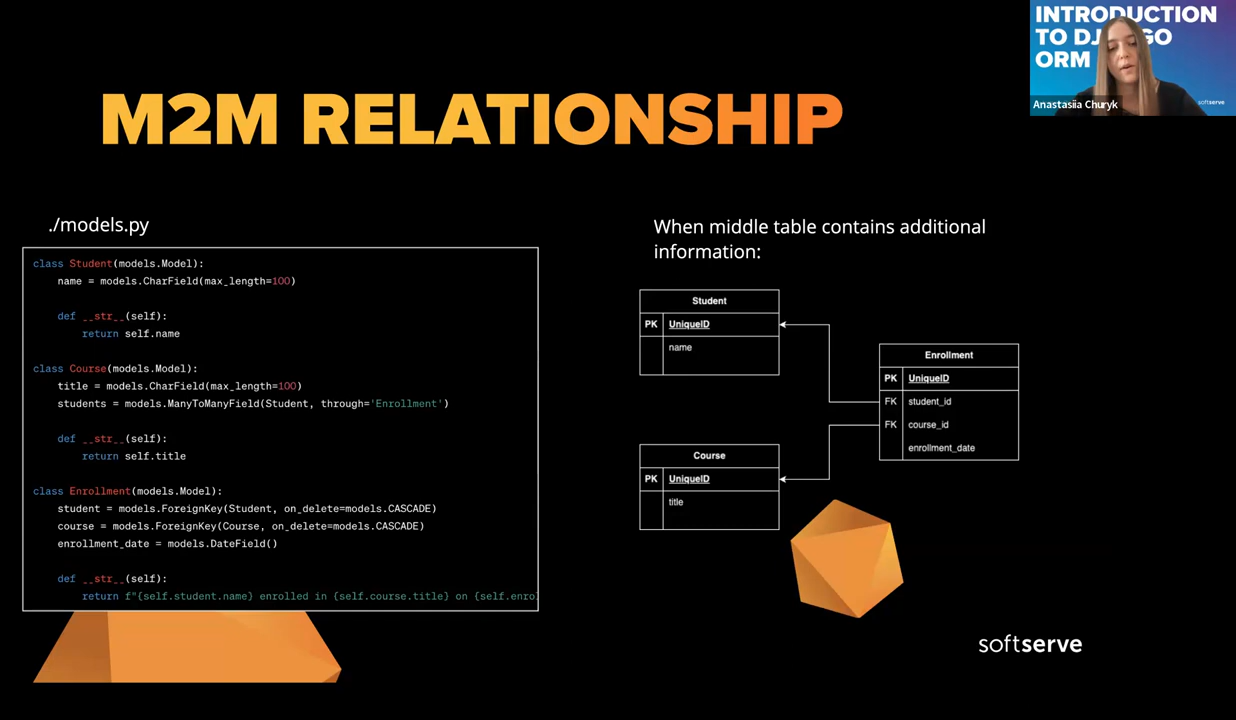 INTRODUCTION
TO DJANGO
ORM
Anastasiia Churyk
softserve
M2M RELATIONSHIP
./models.py
class Student(models.Model):
name = models.CharField(max_length=100)
def __str__(self):
return self.name
class Course(models.Model):
title = models.CharField(max_length=100)
students = models.ManyToManyField(Student, through='Enrollment')
def __str__(self):
return self.title
class Enrollment(models.Model):
student = models.ForeignKey(Student, on_delete=models.CASCADE)
course = models.ForeignKey(Course, on_delete=models.CASCADE)
enrollment_date = models.DateField()
def __str__(self):
return f"{self.student.name} enrolled in {self.course.title} on {self.enrol
When middle table contains additional
information:
Student
PK UniqueID
name
Course
PK UniqueID
title
Enrollment
PK UniqueID
FK student_id
FK course_id
enrollment_date
softserve